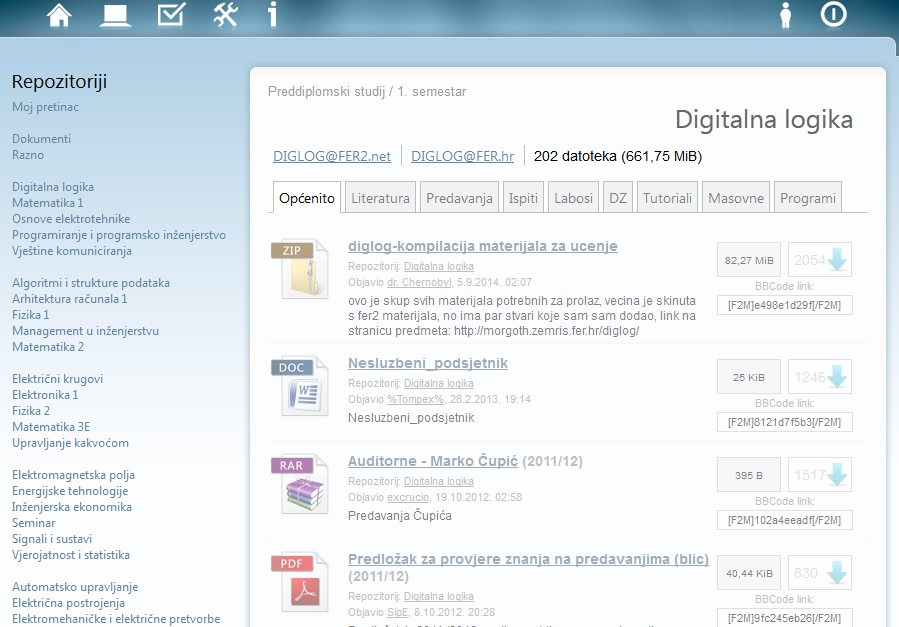 Repozitoriji
Moj pretinac
Dokumenti
Razno
Digitalna logika
Matematika 1
Osnove elektrotehnike
Programiranje i programsko inženjerstvo
Vještine komuniciranja
Algoritmi i strukture podataka
Arhitektura računala 1
Fizika 1
Management u inženjerstvu
Matematika 2
Električni krugovi
Elektronika 1
Fizika 2
Matematika 3E
Upravljanje kakvoćom
Elektromagnetska polja
Energijske tehnologije
Inženjerska ekonomika
Seminar
Signali i sustavi
Vjerojatnost i statistika
Automatsko upravljanje
Električna postrojenja
Elektromehaničke i električne pretvorbe
Preddiplomski studij / 1. semestar
Digitalna logika
DIGLOG@FER2.net DIGLOG@FER.hr 202 datoteka (661,75 MiB)
Općenito Literatura Predavanja Ispiti Labosi DZ Tutoriali Masovne Programi
ZIP
diglog-kompilacija materijala za ucenje
Repozitorij: Digitalna logika
Objavio dr. Chernobyl, 5.9.2014. 02:07
ovo je skup svih materijala potrebnih za prolaz, vecina je skinuta
s fer2 materijala, no ima par stvari koje sam sam dodao, link na
stranicu predmeta: http://morgoth.zemris.fer.hr/diglog/
82,27 MiB 2054
BBCode link:
[F2M]e498e1d29f[/F2M]
DOC
Nesluzbeni_podsjetnik
Repozitorij: Digitalna logika
Objavio %Tompex%, 28.2.2013. 19:14
Nesluzbeni_podsjetnik
25 KiB 1246
BBCode link:
[F2M]8121d7f5b3[/F2M]
RAR
Auditorne - Marko Čupić (2011/12)
Repozitorij: Digitalna logika
Objavio excrucio, 19.10.2012. 02:58
Predavanja Čupića
395 B 1517
BBCode link:
[F2M]102a4eeadf[/F2M]
PDF
Predložak za provjere znanja na predavanjima (blic)
(2011/12)
Repozitorij: Digitalna logika
Objavio SipE, 8.10.2012. 20:28
40,44 KiB 830
BBCode link:
[F2M]9fc245eb26[/F2M]